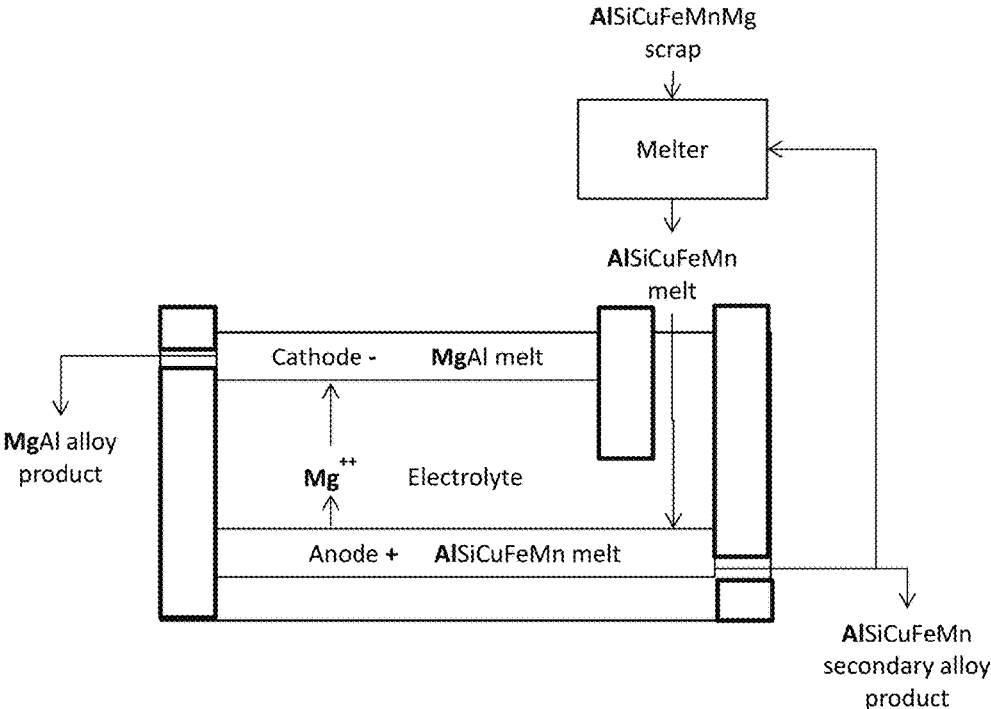 AlSiCuFeMnMg
scrap
Melter
AlSiCuFeMn
melt
Cathode - MgAl melt
MgAl alloy
product
Mg++ Electrolyte
Anode + AlSiCuFeMn melt
AlSiCuFeMn
secondary alloy
product